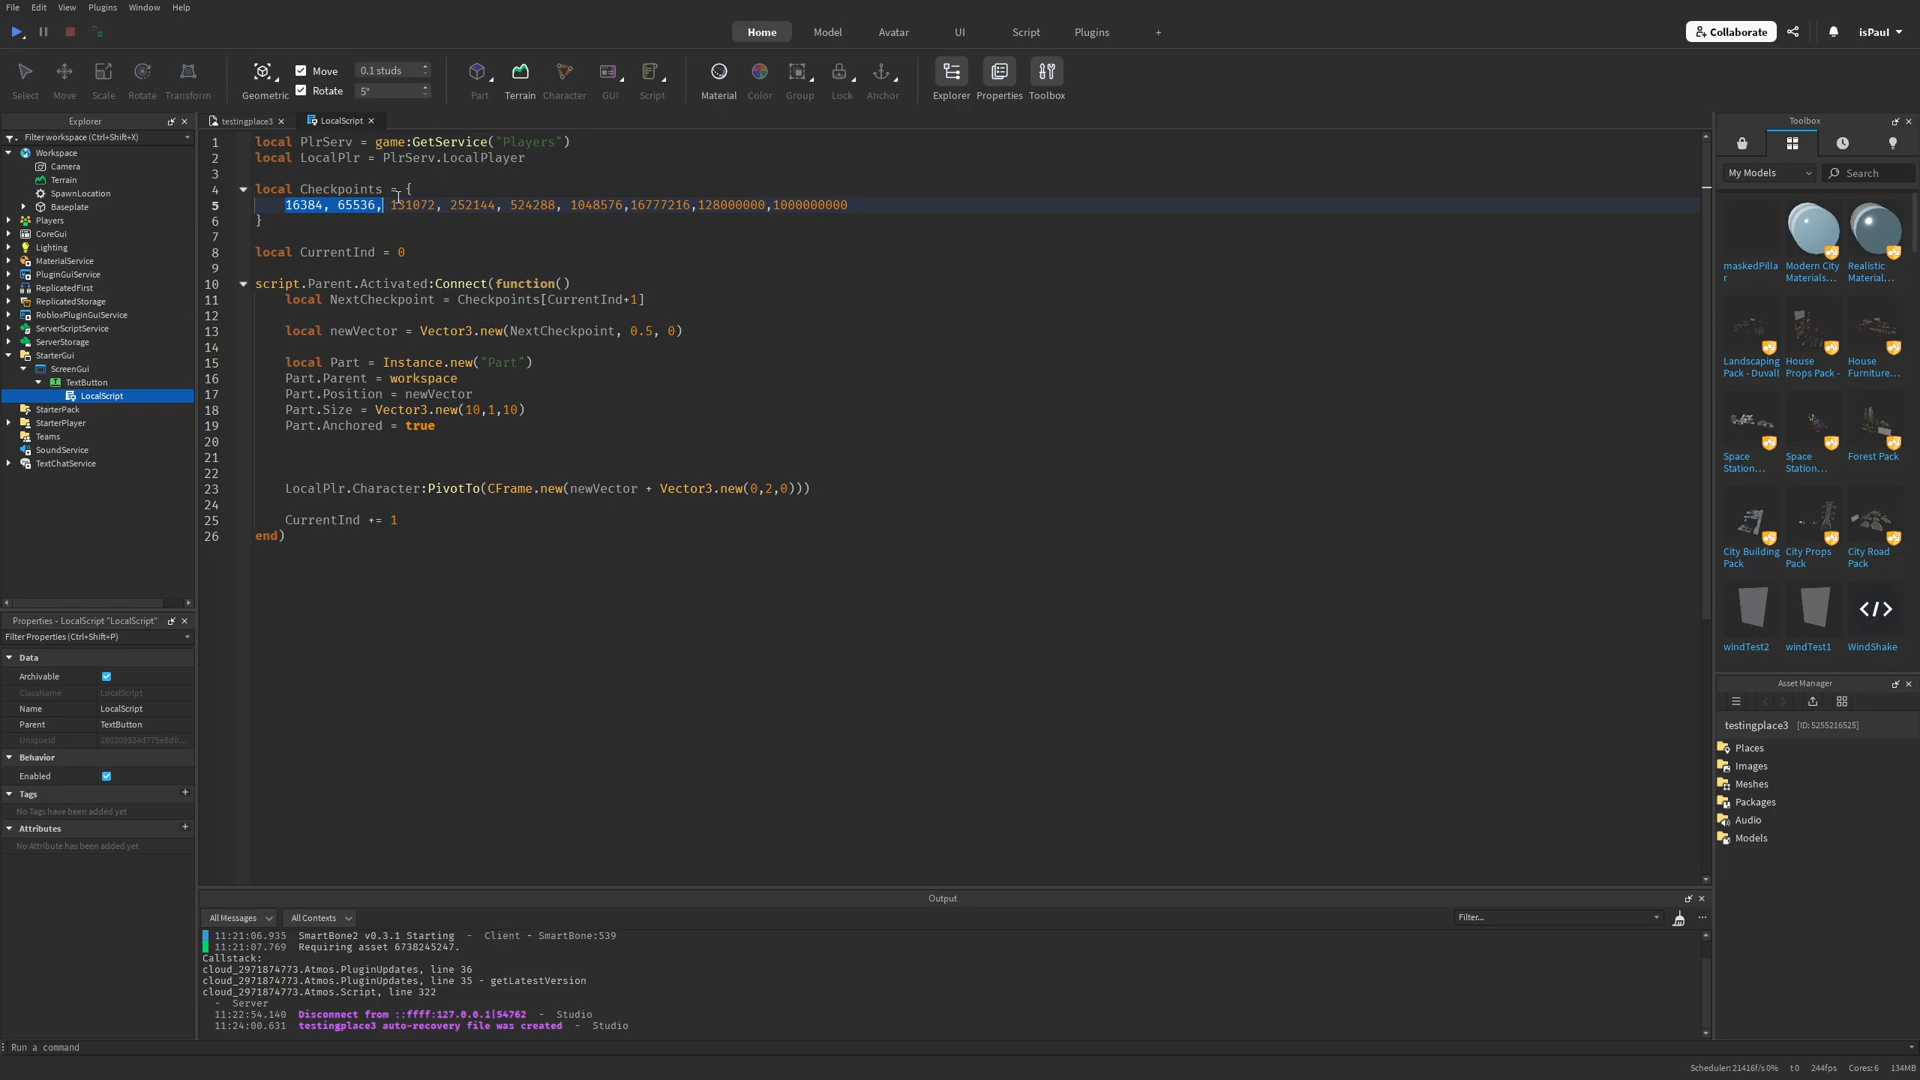 File Edit View Plugins Window Help
Home Model Avatar UI Script Plugins +
Collaborate isPaul
Select Move Scale Rotate Transform Geometric Move 0.1 studs Rotate 5° Part Terrain Character GUI Script Material Color Group Lock Anchor Explorer Properties Toolbox
Explorer
Filter workspace (Ctrl+Shift+X)
Workspace
Camera
Terrain
SpawnLocation
Baseplate
Players
CoreGui
Lighting
MaterialService
PluginGuiService
ReplicatedFirst
ReplicatedStorage
RobloxPluginGuiService
ServerScriptService
ServerStorage
StarterGui
ScreenGui
TextButton
LocalScript
StarterPack
StarterPlayer
Teams
SoundService
TextChatService
Properties - LocalScript "LocalScript"
Filter Properties (Ctrl+Shift+P)
Data
Archivable
ClassName LocalScript
Name LocalScript
Parent TextButton
UniqueId
Behavior
Enabled
Tags +
No Tags have been added yet
Attributes +
No Attribute has been added yet
testingplace3 LocalScript
1 local PlrServ = game:GetService("Players")
2 local LocalPlr = PlrServ.LocalPlayer
3
4 local Checkpoints = {
5 16384, 65536, 131072, 252144, 524288, 1048576,16777216,128000000,1000000000
6 }
7
8 local CurrentInd = 0
9
10 script.Parent.Activated:Connect(function()
11 local NextCheckpoint = Checkpoints[CurrentInd+1]
12
13 local newVector = Vector3.new(NextCheckpoint, 0.5, 0)
14
15 local Part = Instance.new("Part")
16 Part.Parent = workspace
17 Part.Position = newVector
18 Part.Size = Vector3.new(10,1,10)
19 Part.Anchored = true
20
21
22
23 LocalPlr.Character:PivotTo(CFrame.new(newVector + Vector3.new(0,2,0)))
24
25 CurrentInd += 1
26 end)
Output
All Messages All Contexts Filter...
11:21:06.935 SmartBone2 v0.3.1 Starting - Client - SmartBone:539
11:21:07.769 Requiring asset 6738245247.
Callstack:
cloud_2971874773.Atmos.PluginUpdates, line 36
cloud_2971874773.Atmos.PluginUpdates, line 35 - getLatestVersion
cloud_2971874773.Atmos.Script, line 322
- Server
11:22:54.140 Disconnect from ::ffff:127.0.0.1|54762 - Studio
11:24:00.631 testingplace3 auto-recovery file was created - Studio
Run a command
Toolbox
My Models Search
maskedPilla
r
Modern City
Materials...
Realistic
Material...
Landscaping
Pack - Duvall
House
Props Pack -
House
Furniture...
Space
Station...
Space
Station...
Forest Pack
City Building
Pack
City Props
Pack
City Road
Pack
windTest2 windTest1 WindShake
Asset Manager
testingplace3 [ID: 5255216525]
Places
Images
Meshes
Packages
Audio
Models
Scheduler: 21416f/s 0% t 0 244fps Cores: 6 134MB